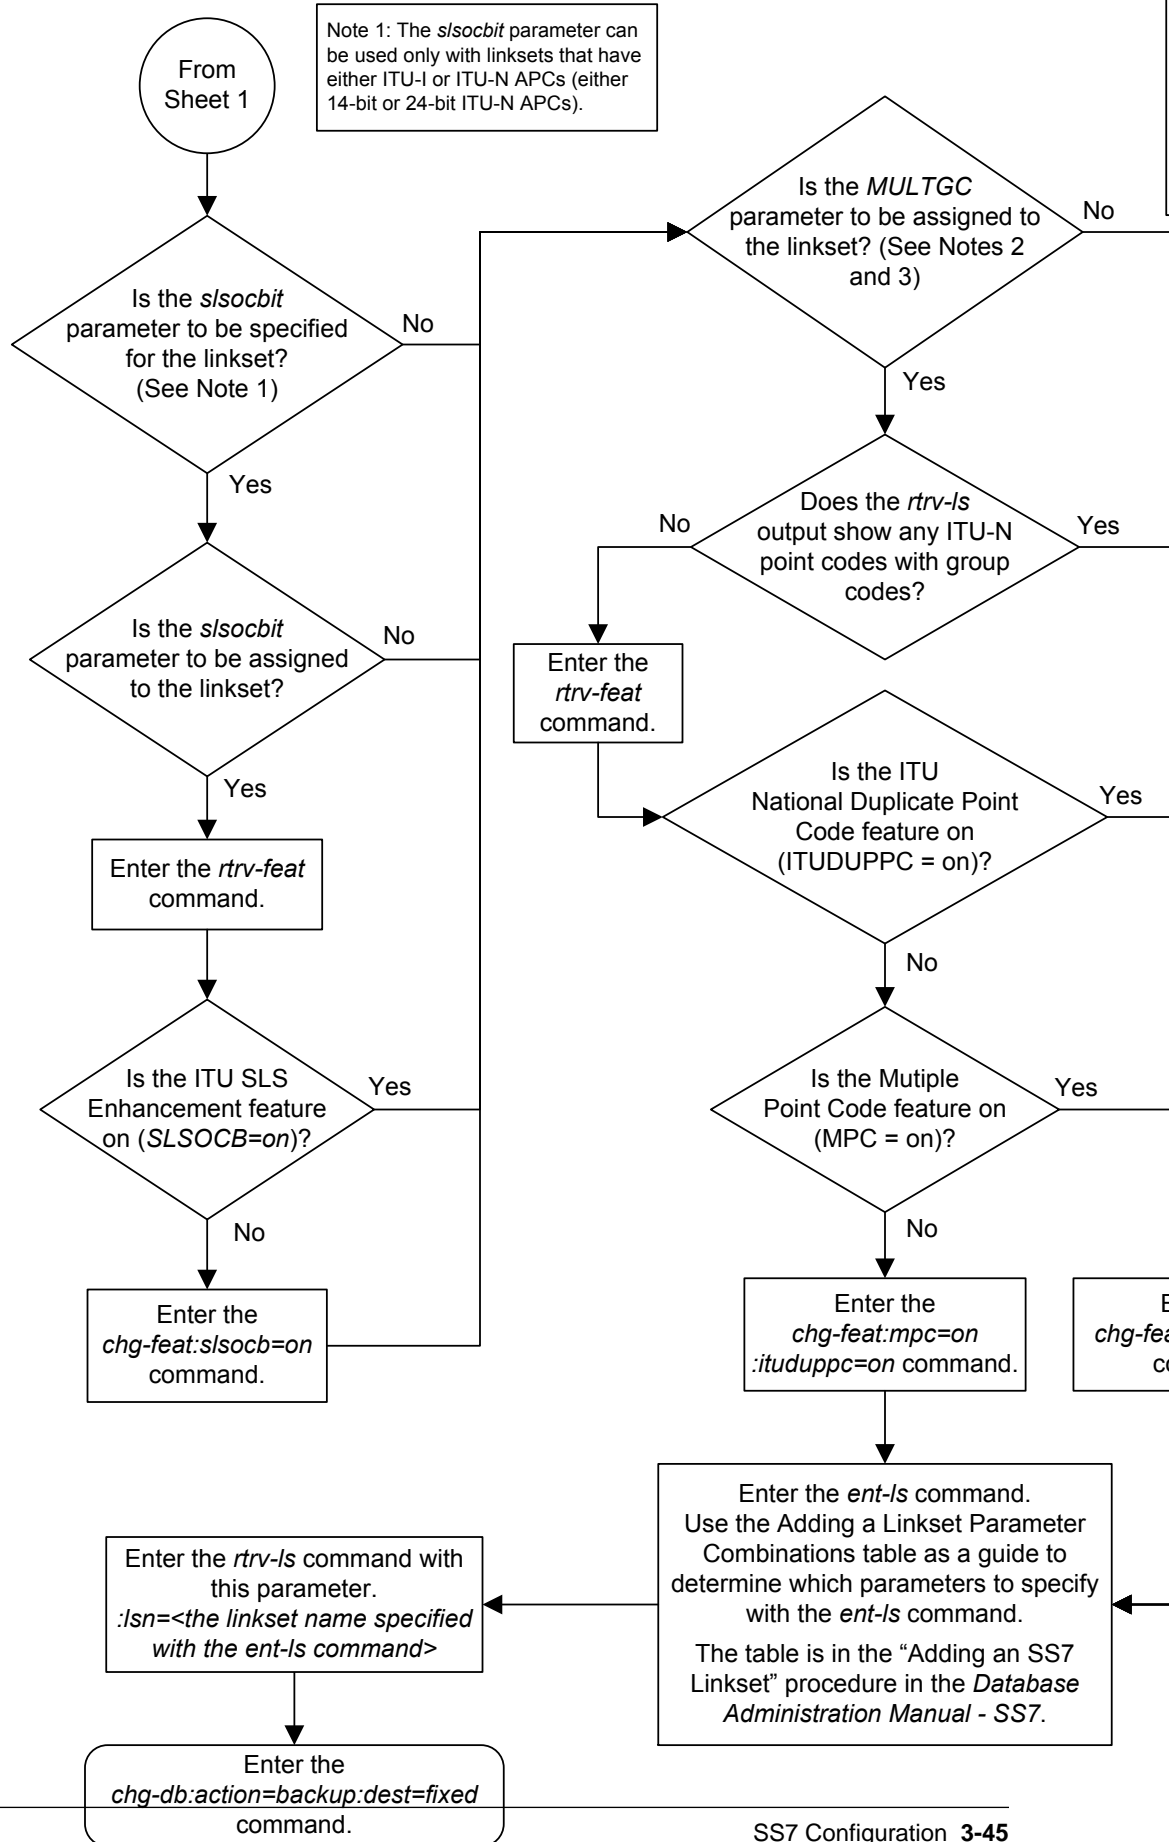 From
Sheet 1
Note 1: The slsocbit parameter can
be used only with linksets that have
either ITU-I or ITU-N APCs (either
14-bit or 24-bit ITU-N APCs).
Is the slsocbit
parameter to be specified
for the linkset?
(See Note 1)
No
Yes
Is the slsocbit
parameter to be assigned
to the linkset?
No
Yes
Enter the rtrv-feat
command.
Is the ITU SLS
Enhancement feature
on (SLSOCB=on)?
Yes
No
Enter the
chg-feat:slsocb=on
command.
Is the MULTGC
parameter to be assigned to
the linkset? (See Notes 2
and 3)
No
Yes
Does the rtrv-ls
output show any ITU-N
point codes with group
codes?
No
Yes
Enter the
rtrv-feat
command.
Is the ITU
National Duplicate Point
Code feature on
(ITUDUPPC = on)?
Yes
No
Is the Mutiple
Point Code feature on
(MPC = on)?
Yes
No
Enter the
chg-feat:mpc=on
:ituduppc=on command.
Enter the ent-ls command.
Use the Adding a Linkset Parameter
Combinations table as a guide to
determine which parameters to specify
with the ent-ls command.
The table is in the “Adding an SS7
Linkset” procedure in the Database
Administration Manual - SS7.
Enter the rtrv-ls command with
this parameter.
:lsn=<the linkset name specified
with the ent-ls command>
Enter the
chg-db:action=backup:dest=fixed
command.
SS7 Configuration 3-45